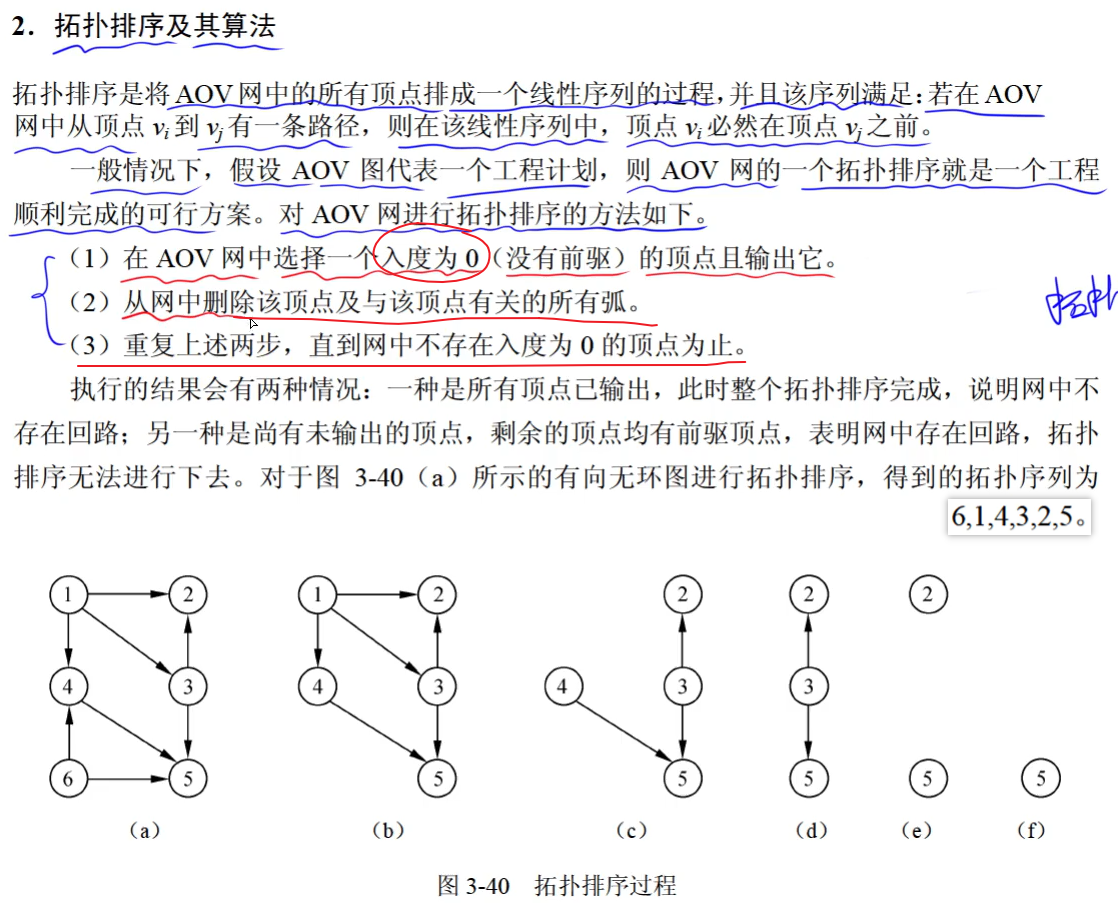 2. 拓扑排序及其算法
拓扑排序是将 AOV 网中的所有顶点排成一个线性序列的过程，并且该序列满足：若在 AOV
网中从顶点 vi 到 vj 有一条路径，则在该线性序列中，顶点 vi 必然在顶点 vj 之前。
一般情况下，假设 AOV 图代表一个工程计划，则 AOV 网的一个拓扑排序就是一个工程
顺利完成的可行方案。对 AOV 网进行拓扑排序的方法如下。
（1）在 AOV 网中选择一个入度为 0（没有前驱）的顶点且输出它。
（2）从网中删除该顶点及与该顶点有关的所有弧。
拓扑
（3）重复上述两步，直到网中不存在入度为 0 的顶点为止。
执行的结果会有两种情况：一种是所有顶点已输出，此时整个拓扑排序完成，说明网中不
存在回路；另一种是尚有未输出的顶点，剩余的顶点均有前驱顶点，表明网中存在回路，拓扑
排序无法进行下去。对于图 3-40（a）所示的有向无环图进行拓扑排序，得到的拓扑序列为
6,1,4,3,2,5。
1 2 1 2 2 2 2
4 3 4 3 4 3 3
6 5 5 5 5 5 5
（a） （b） （c） （d） （e） （f）
图 3-40 拓扑排序过程